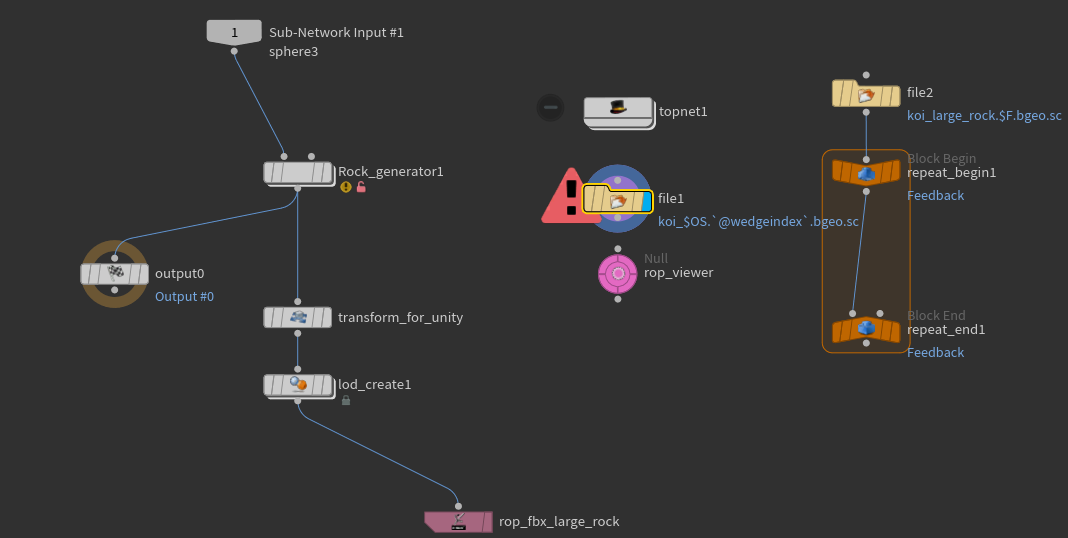 1
Sub-Network Input #1
sphere3
Rock_generator1
output0
Output #0
transform_for_unity
lod_create1
rop_fbx_large_rock
topnet1
file1
koi_$OS.`@wedgeindex`.bgeo.sc
Null
rop_viewer
file2
koi_large_rock.$F.bgeo.sc
Block Begin
repeat_begin1
Feedback
Block End
repeat_end1
Feedback